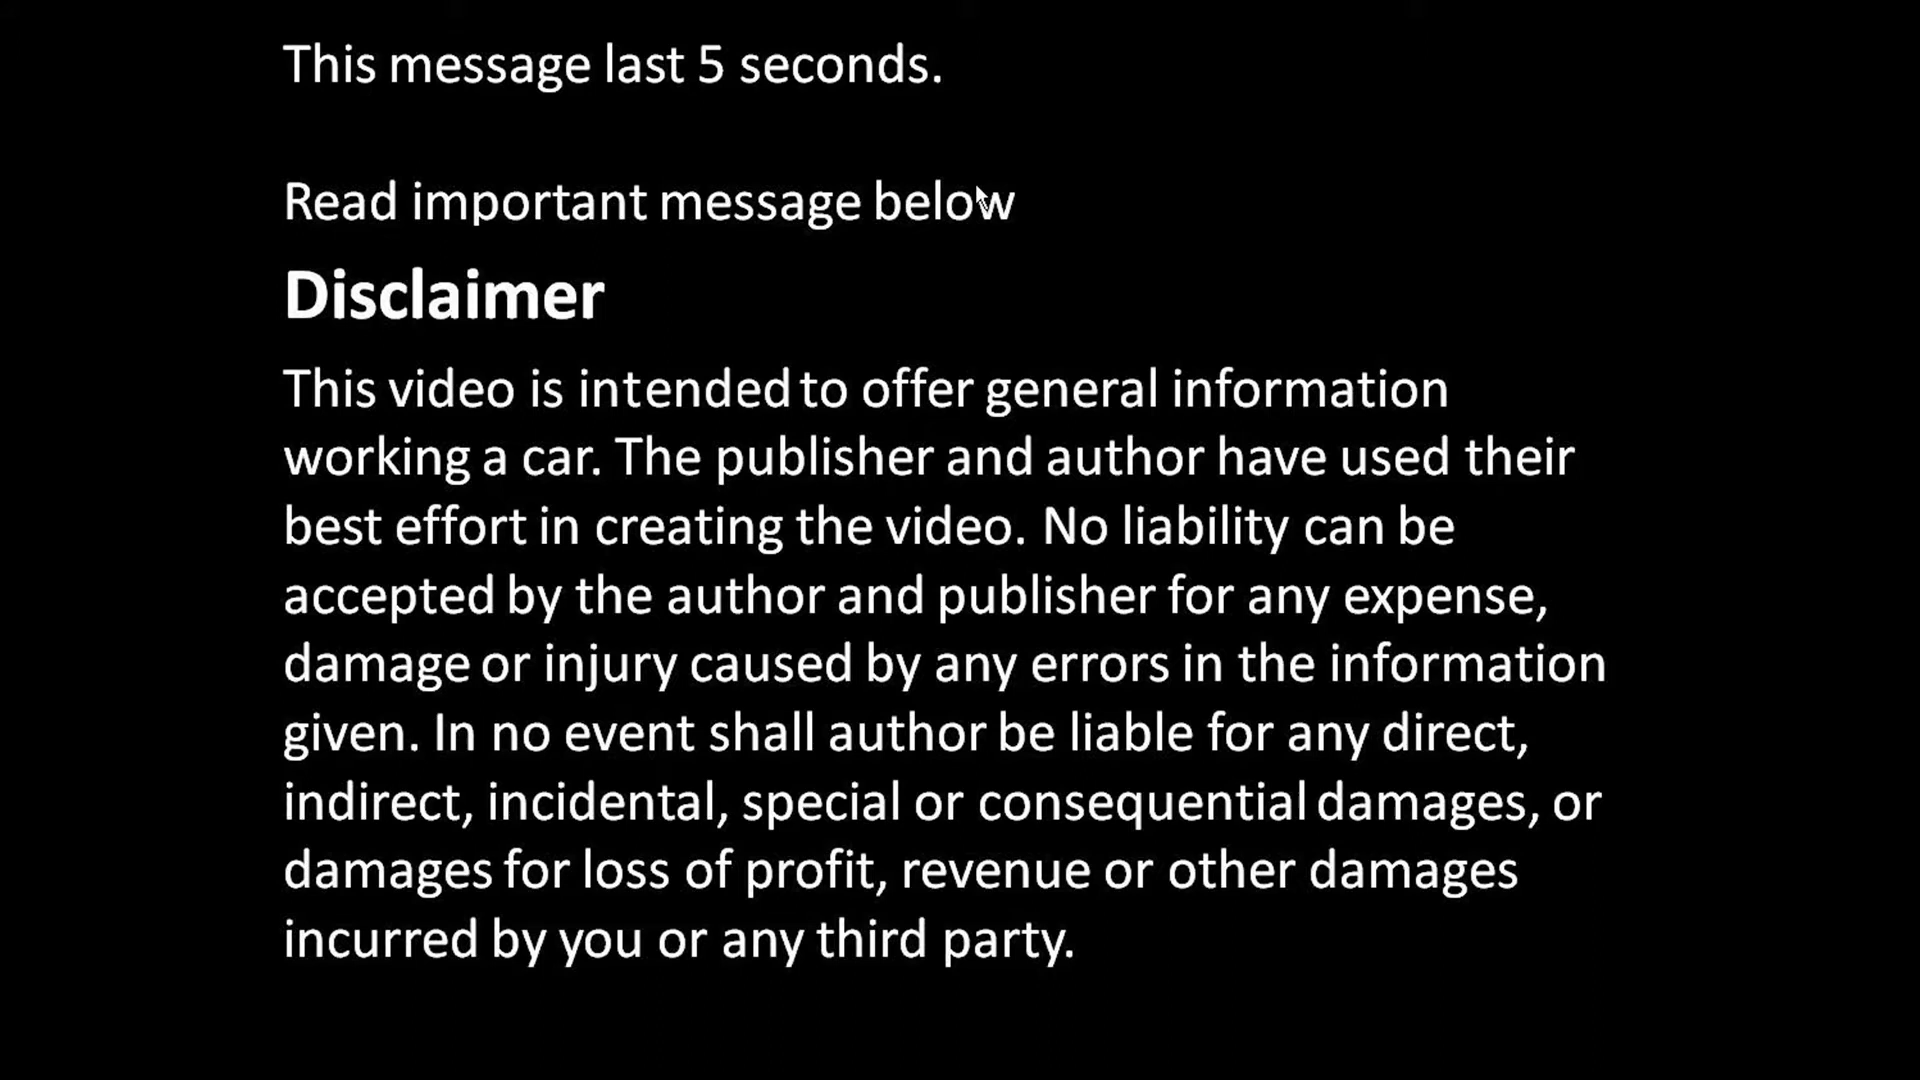 This message last 5 seconds.
Read important message below
Disclaimer
This video is intended to offer general information
working a car. The publisher and author have used their
best effort in creating the video. No liability can be
accepted by the author and publisher for any expense,
damage or injury caused by any errors in the information
given. In no event shall author be liable for any direct,
indirect, incidental, special or consequential damages, or
damages for loss of profit, revenue or other damages
incurred by you or any third party.